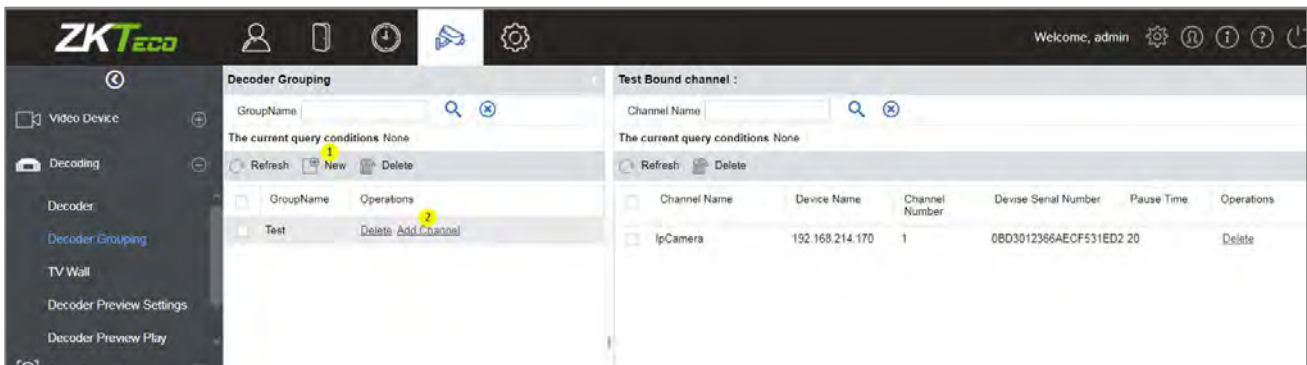 ZKTeco
Welcome, admin
Video Device
Decoding
Decoder
Decoder Grouping
TV Wall
Decoder Preview Settings
Decoder Preview Play
Decoder Grouping
GroupName
The current query conditions None
1
Refresh New Delete
GroupName Operations
2
Test Delete Add Channel
Test Bound channel :
Channel Name
The current query conditions None
Refresh Delete
Channel Name Device Name Channel Number Devise Serial Number Pause Time Operations
IpCamera 192.168.214.170 1 0BD3012366AECF531ED2 20 Delete